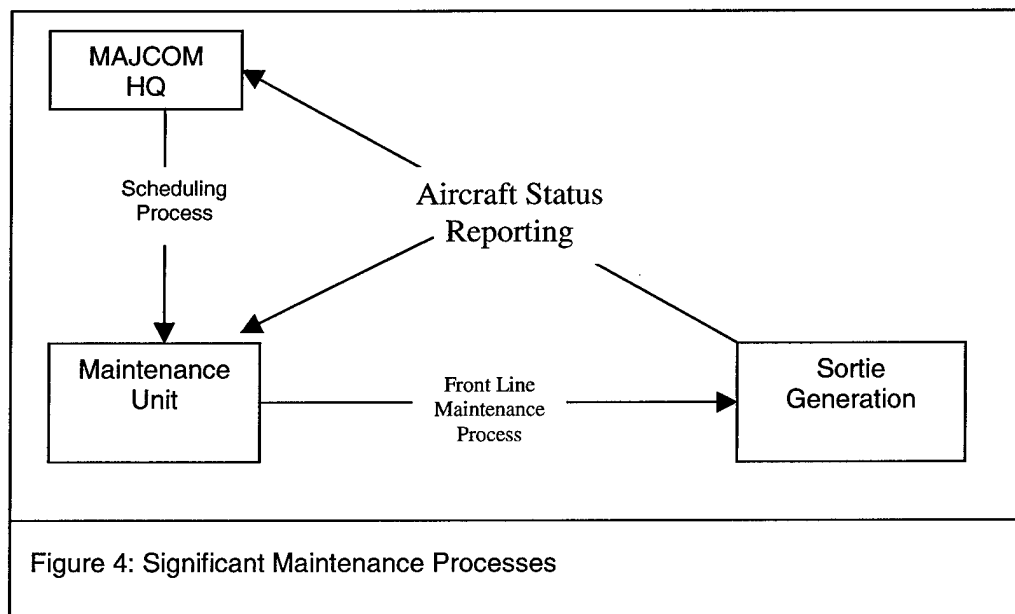 MAJCOM
HQ
Scheduling
Process
Aircraft Status
Reporting
Maintenance
Unit
Front Line
Maintenance
Process
Sortie
Generation
Figure 4: Significant Maintenance Processes